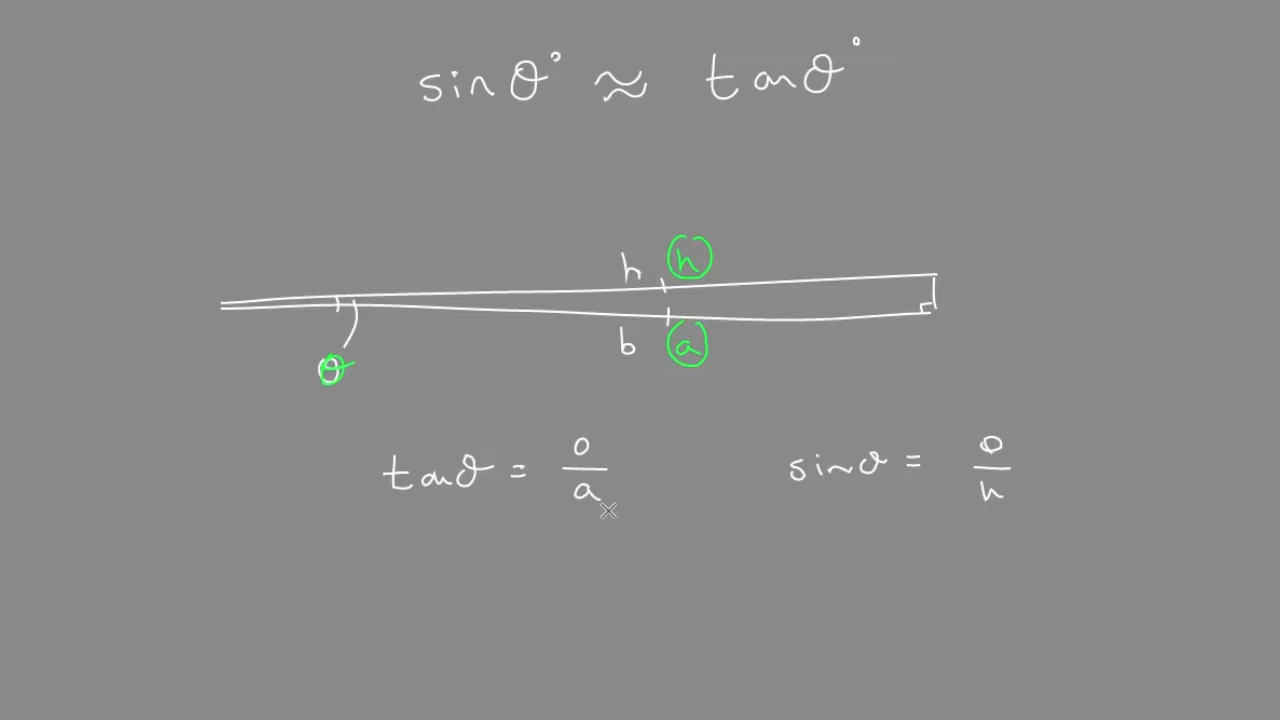 sinθ° ≈ tanθ°
h (h)
b (a)
θ
tanθ = o/a
sinθ = o/h